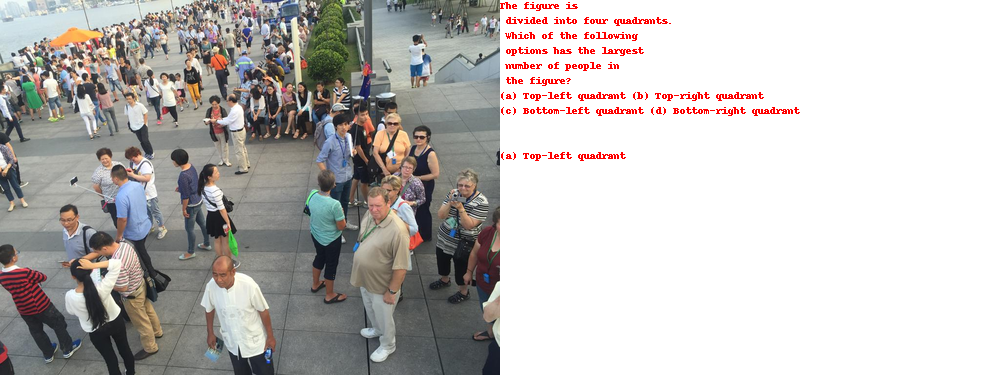 The figure is
divided into four quadrants.
Which of the following
options has the largest
number of people in
the figure?
(a) Top-left quadrant (b) Top-right quadrant
(c) Bottom-left quadrant (d) Bottom-right quadrant
(a) Top-left quadrant